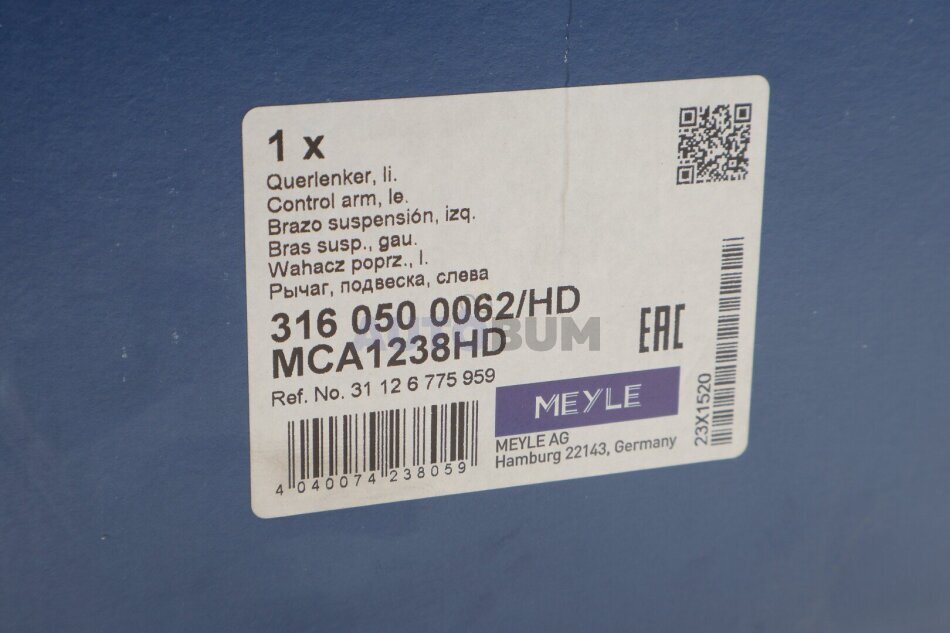 1 x
Querlenker, li.
Control arm, le.
Brazo suspensión, izq.
Bras susp., gau.
Wahacz poprz., l.
Рычаг, подвеска, слева
316 050 0062/HD
MCA1238HD
AUTOBUM
Ref. No. 31 12 6 775 959
EAC
MEYLE
MEYLE AG
Hamburg 22143, Germany
4 040074 238059
23X1520